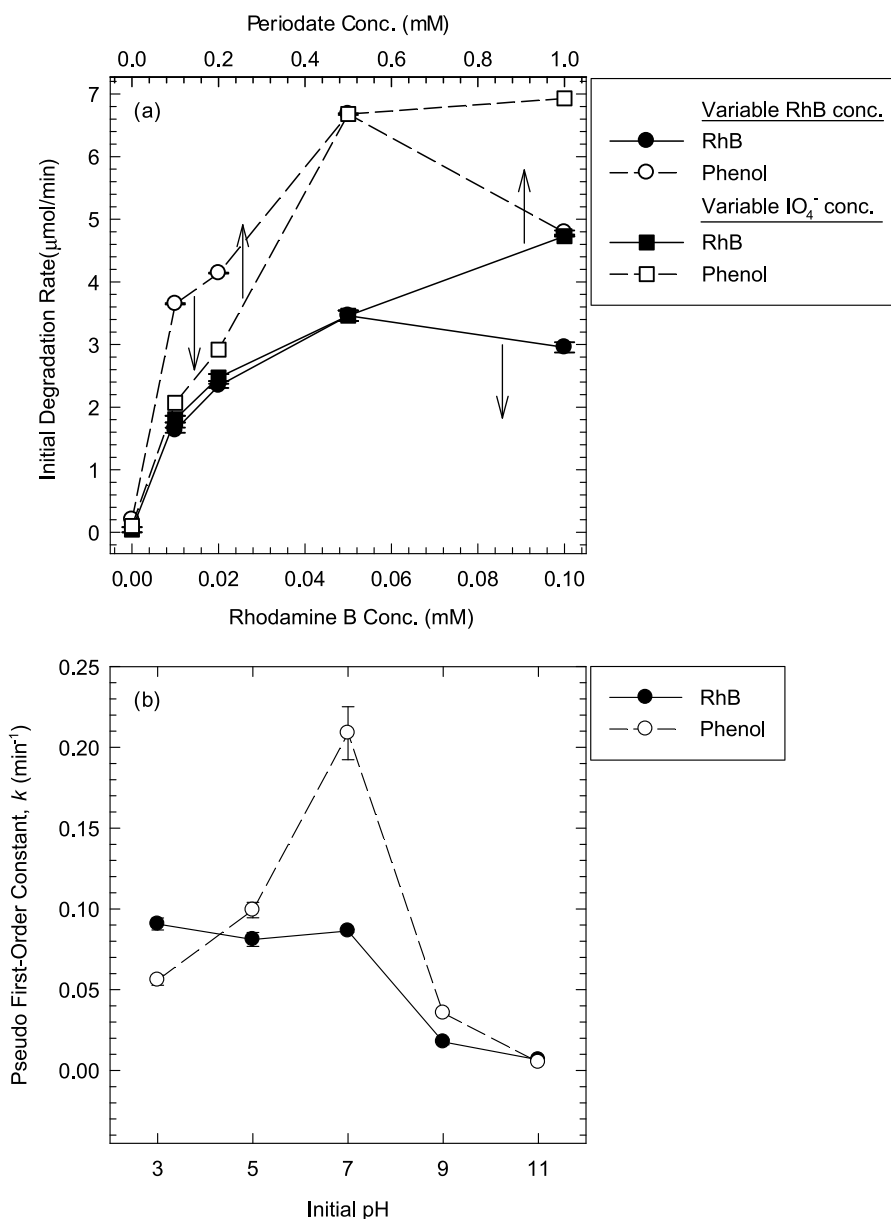 Periodate Conc. (mM)
0.0 0.2 0.4 0.6 0.8 1.0
(a)
7
6
5
4
3
2
1
0
Initial Degradation Rate(μmol/min)
0.00 0.02 0.04 0.06 0.08 0.10
Rhodamine B Conc. (mM)
Variable RhB conc.
RhB
Phenol
Variable IO₄⁻ conc.
RhB
Phenol
(b)
0.25
0.20
0.15
0.10
0.05
0.00
Pseudo First-Order Constant, k (min⁻¹)
3 5 7 9 11
Initial pH
RhB
Phenol